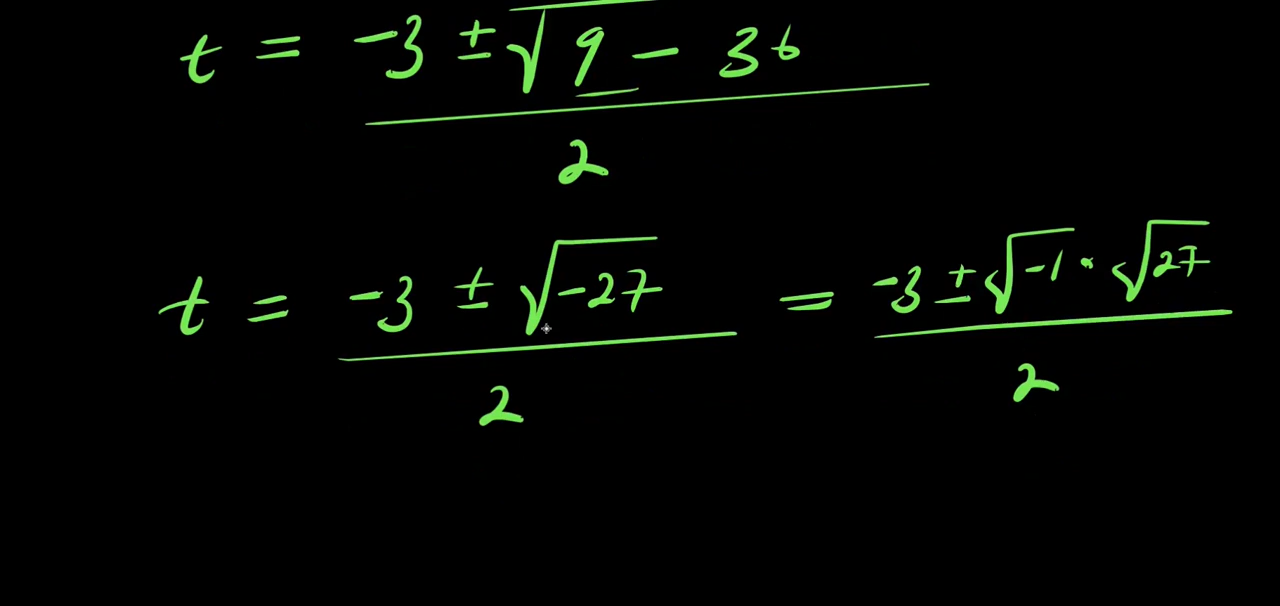 t = (-3 ± √(9 - 36)) / 2
t = (-3 ± √(-27)) / 2 = (-3 ± √(-1) · √(27)) / 2